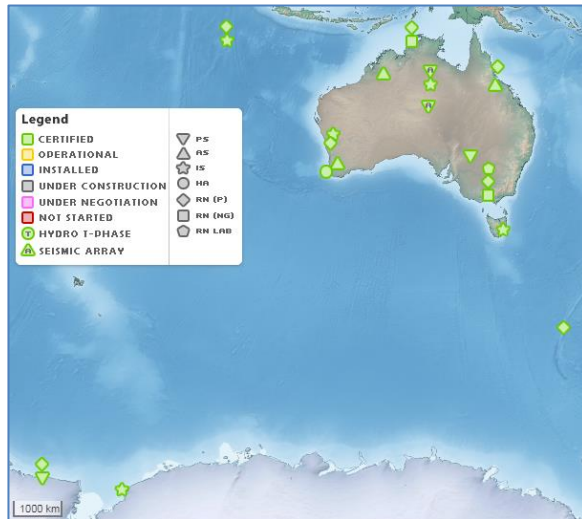 Legend
CERTIFIED
OPERATIONAL
INSTALLED
UNDER CONSTRUCTION
UNDER NEGOTIATION
NOT STARTED
HYDRO T-PHASE
SEISMIC ARRAY
PS
AS
IS
HA
RN (P)
RN (NG)
RN LAB
1000 km